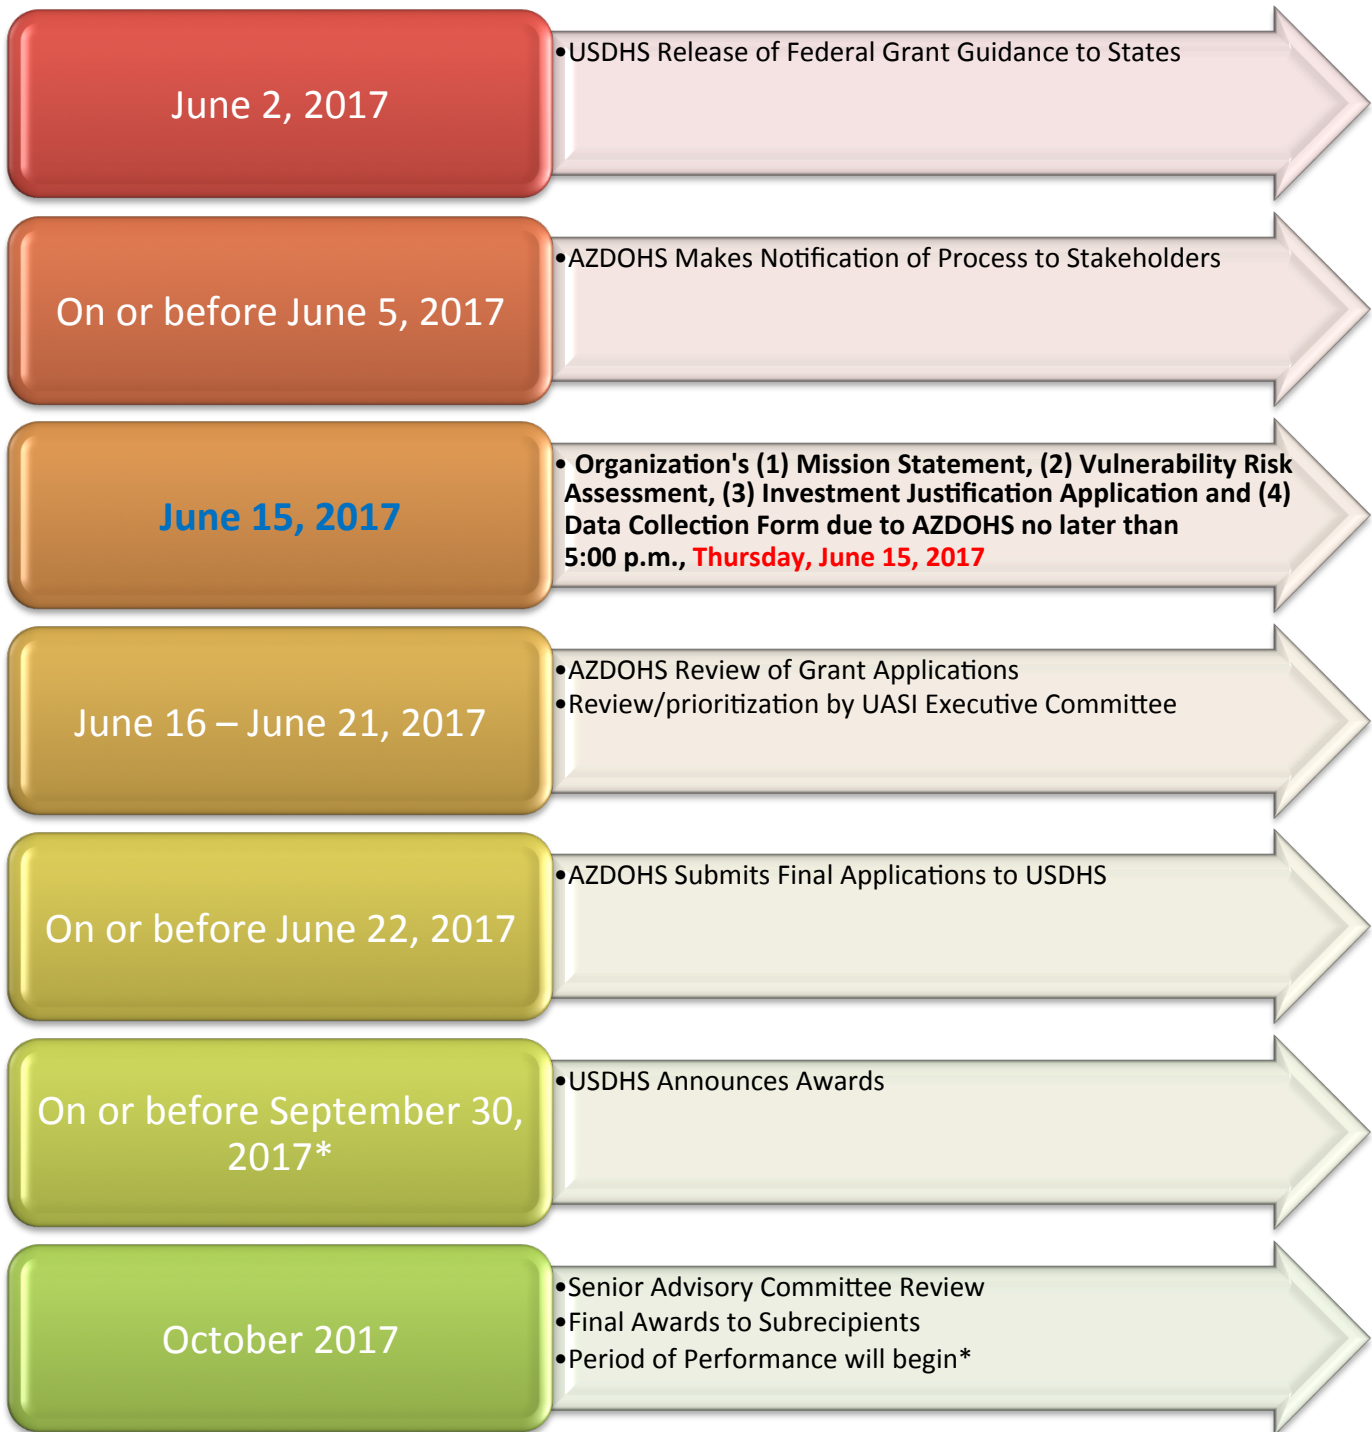 June 2, 2017
•USDHS Release of Federal Grant Guidance to States
On or before June 5, 2017
•AZDOHS Makes Notification of Process to Stakeholders
June 15, 2017
• Organization's (1) Mission Statement, (2) Vulnerability Risk
Assessment, (3) Investment Justification Application and (4)
Data Collection Form due to AZDOHS no later than
5:00 p.m., Thursday, June 15, 2017
June 16 – June 21, 2017
•AZDOHS Review of Grant Applications
•Review/prioritization by UASI Executive Committee
On or before June 22, 2017
•AZDOHS Submits Final Applications to USDHS
On or before September 30,
2017*
•USDHS Announces Awards
October 2017
•Senior Advisory Committee Review
•Final Awards to Subrecipients
•Period of Performance will begin*